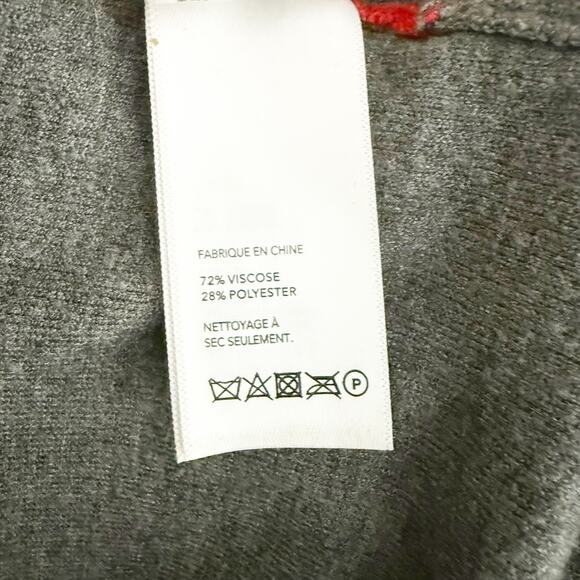 FABRIQUE EN CHINE
72% VISCOSE
28% POLYESTER
NETTOYAGE À
SEC SEULEMENT.
P